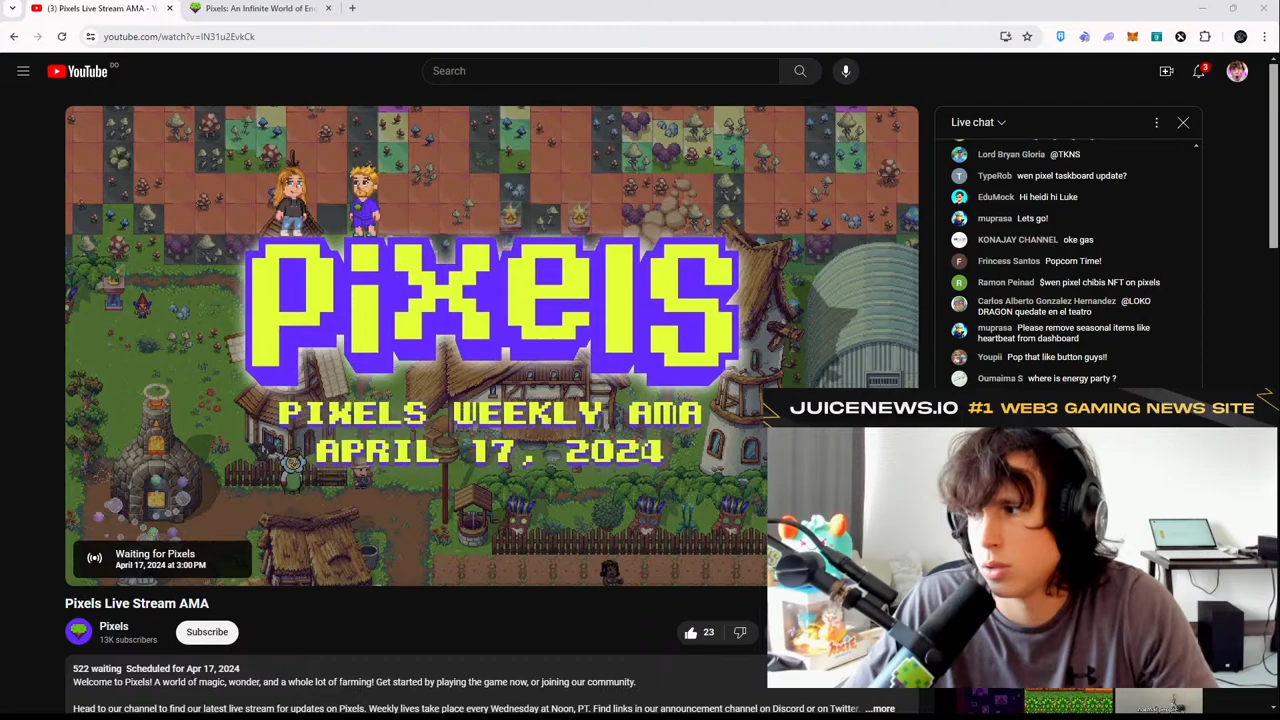 (3) Pixels Live Stream AMA - Yo
Pixels: An Infinite World of En
youtube.com/watch?v=IN31u2EvkCk
YouTube DO
Search
3
Live chat
Lord Bryan Gloria @TKNS
TypeRob wen pixel taskboard update?
EduMock Hi heidi hi Luke
muprasa Lets go!
KONAJAY CHANNEL oke gas
Frincess Santos Popcorn Time!
Ramon Peinad $wen pixel chibis NFT on pixels
Carlos Alberto Gonzalez Hernandez @LOKO
DRAGON quedate en el teatro
muprasa Please remove seasonal items like
heartbeat from dashboard
Youpii Pop that like button guys!!
Oumaima S where is energy party ?
pixels
PIXELS WEEKLY AMA
APRIL 17, 2024
JUICENEWS.IO #1 WEB3 GAMING NEWS SITE
Waiting for Pixels
April 17, 2024 at 3:00 PM
AXIE
Pixels Live Stream AMA
Pixels
13K subscribers
Subscribe
23
522 waiting Scheduled for Apr 17, 2024
Welcome to Pixels! A world of magic, wonder, and a whole lot of farming! Get started by playing the game now, or joining our community.
Head to our channel to find our latest live stream for updates on Pixels. Weekly lives take place every Wednesday at Noon, PT. Find links in our announcement channel on Discord or on Twitter. ...more